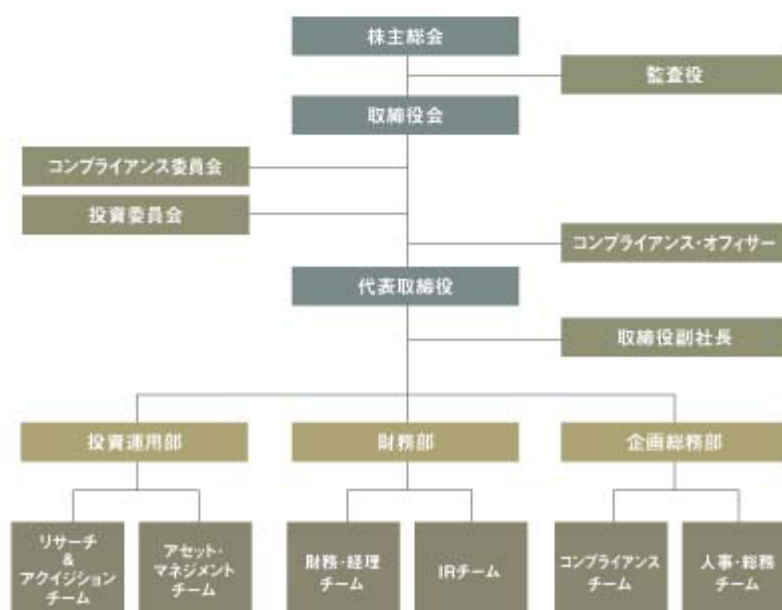 株主総会
監査役
取締役会
コンプライアンス委員会
投資委員会
コンプライアンス・オフィサー
代表取締役
取締役副社長
投資運用部
財務部
企画総務部
リサーチ
&
アクイジション
チーム
アセット・
マネジメント
チーム
財務・経理
チーム
IRチーム
コンプライアンス
チーム
人事・総務
チーム